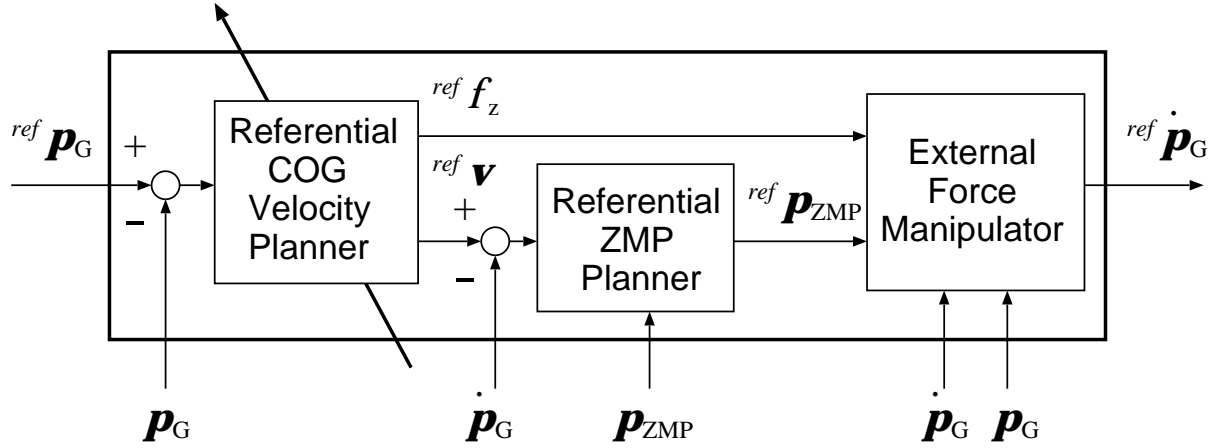 ref p_G
+
−
Referential
COG
Velocity
Planner
ref f_z
ref v
+
−
Referential
ZMP
Planner
ref p_ZMP
External
Force
Manipulator
ref ṗ_G
p_G
ṗ_G
p_ZMP
ṗ_G
p_G